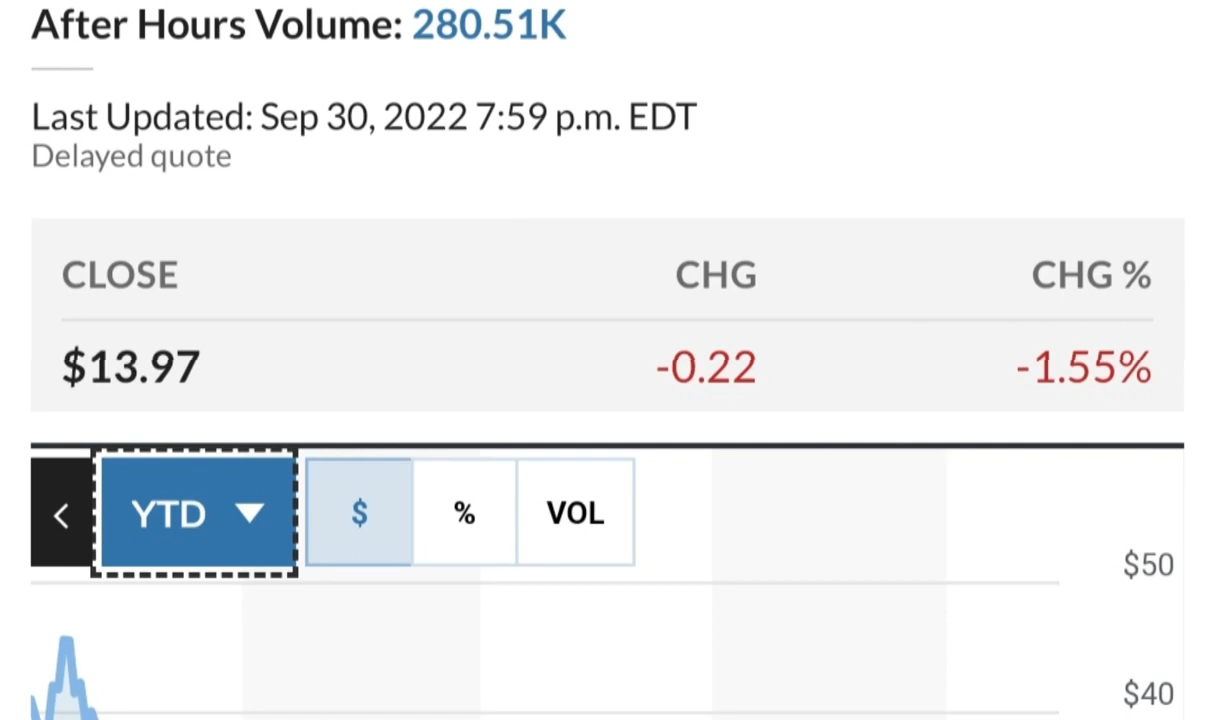 After Hours Volume: 280.51K
Last Updated: Sep 30, 2022 7:59 p.m. EDT
Delayed quote
CLOSE CHG CHG %
$13.97 -0.22 -1.55%
YTD $ % VOL
$50
$40